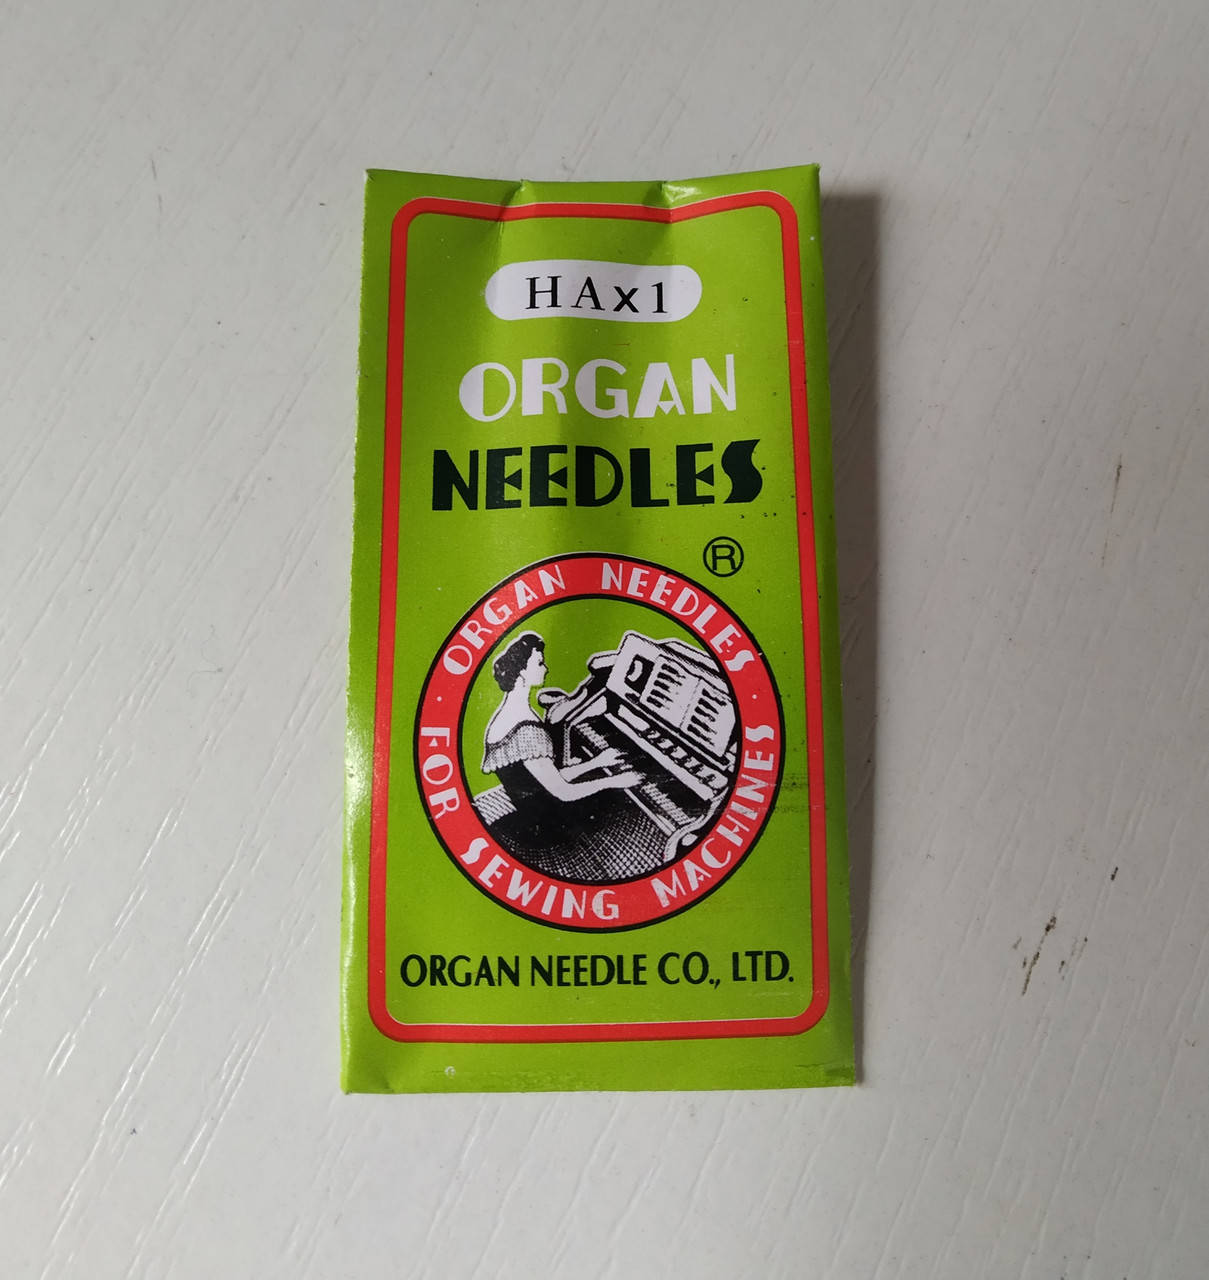 HAx1
ORGAN
NEEDLES
®
· ORGAN NEEDLES ·
FOR SEWING MACHINES
ORGAN NEEDLE CO., LTD.